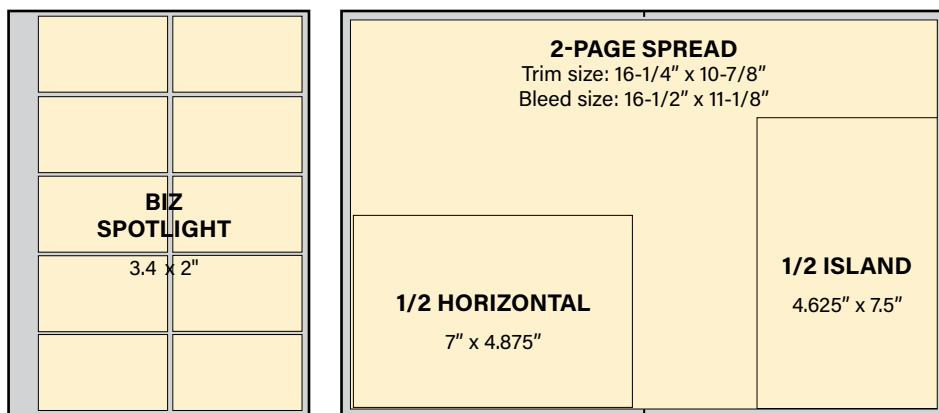 BIZ
SPOTLIGHT
3.4 x 2"
2-PAGE SPREAD
Trim size: 16-1/4" x 10-7/8"
Bleed size: 16-1/2" x 11-1/8"
1/2 HORIZONTAL
7" x 4.875"
1/2 ISLAND
4.625" x 7.5"